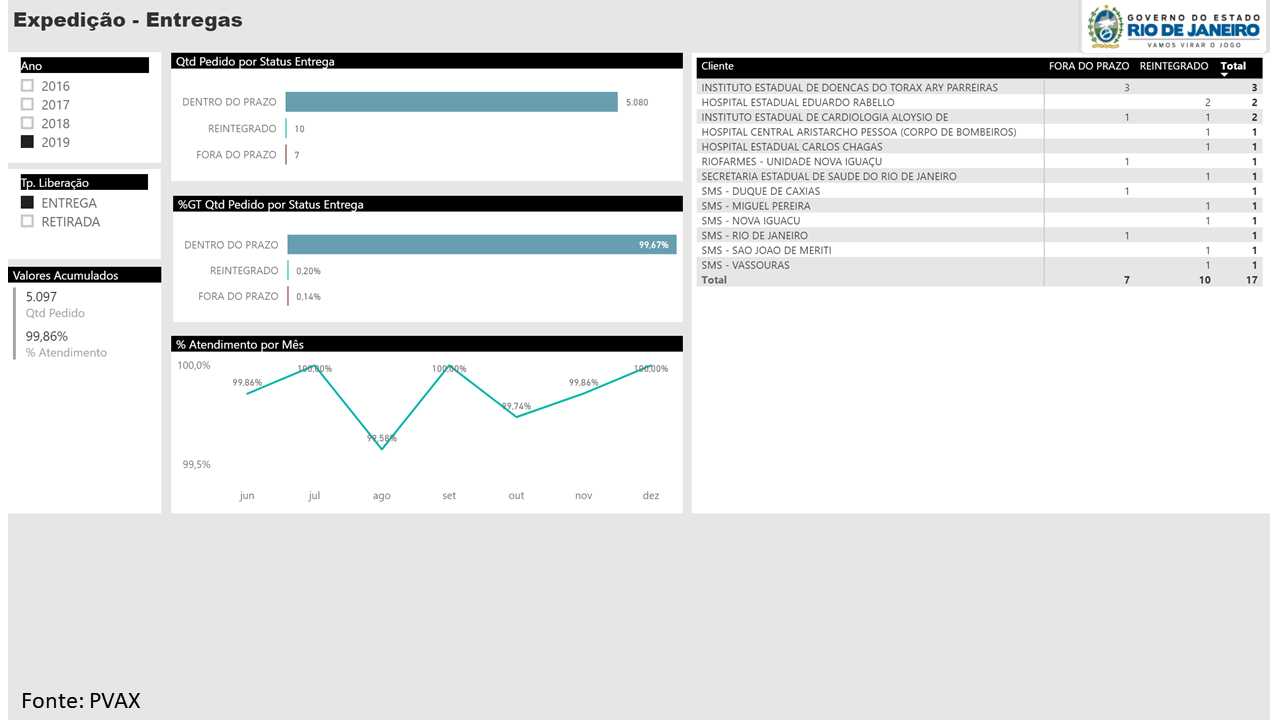 Expedição - Entregas
GOVERNO DO ESTADO
RIO DE JANEIRO
VAMOS VIRAR O JOGO
Ano
2016
2017
2018
2019
Tp. Liberação
ENTREGA
RETIRADA
Valores Acumulados
5.097
Qtd Pedido
99,86%
% Atendimento
Qtd Pedido por Status Entrega
DENTRO DO PRAZO 5.080
REINTEGRADO 10
FORA DO PRAZO 7
%GT Qtd Pedido por Status Entrega
DENTRO DO PRAZO 99,67%
REINTEGRADO 0,20%
FORA DO PRAZO 0,14%
% Atendimento por Mês
100,0%
99,86% 100,00% 99,58% 100,00% 99,74% 99,86% 100,00%
99,5%
jun jul ago set out nov dez
Cliente FORA DO PRAZO REINTEGRADO Total
INSTITUTO ESTADUAL DE DOENCAS DO TORAX ARY PARREIRAS 3 3
HOSPITAL ESTADUAL EDUARDO RABELLO 2 2
INSTITUTO ESTADUAL DE CARDIOLOGIA ALOYSIO DE 1 1 2
HOSPITAL CENTRAL ARISTARCHO PESSOA (CORPO DE BOMBEIROS) 1 1
HOSPITAL ESTADUAL CARLOS CHAGAS 1 1
RIOFARMES - UNIDADE NOVA IGUAÇU 1 1
SECRETARIA ESTADUAL DE SAUDE DO RIO DE JANEIRO 1 1
SMS - DUQUE DE CAXIAS 1 1
SMS - MIGUEL PEREIRA 1 1
SMS - NOVA IGUACU 1 1
SMS - RIO DE JANEIRO 1 1
SMS - SAO JOAO DE MERITI 1 1
SMS - VASSOURAS 1 1
Total 7 10 17
Fonte: PVAX